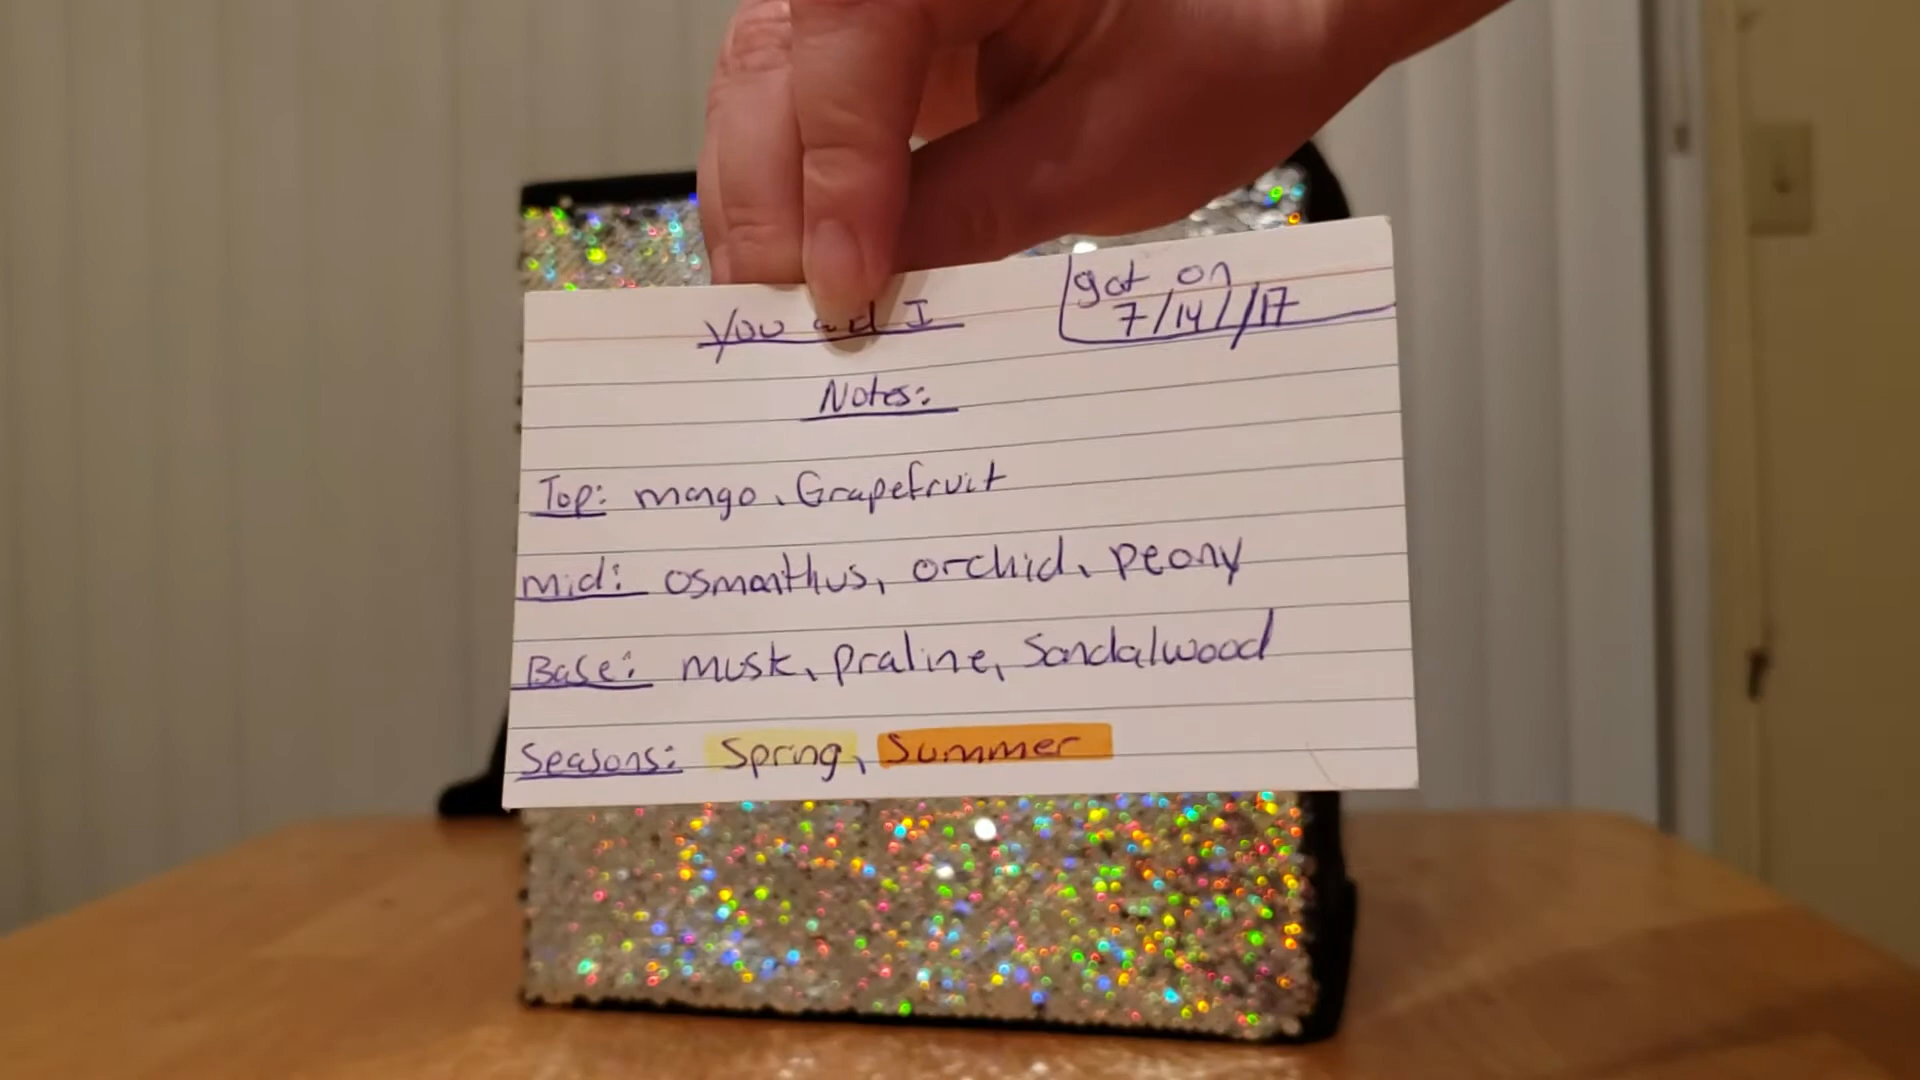 You and I
got on
7/14/17
Notes:
Top: mango, Grapefruit
Mid: osmanthus, orchid, peony
Base: musk, praline, Sandalwood
Seasons: Spring, Summer